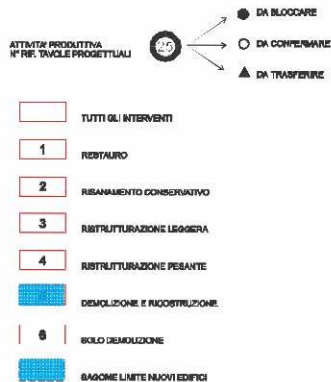 DA BLOCCARE
ATTIVITA' PRODUTTIVA
N° RIF. TAVOLE PROGETTUALI
25
DA CONFERMARE
DA TRASFERIRE
TUTTI GLI INTERVENTI
1 RESTAURO
2 RISANAMENTO CONSERVATIVO
3 RISTRUTTURAZIONE LEGGERA
4 RISTRUTTURAZIONE PESANTE
DEMOLIZIONE E RICOSTRUZIONE
6 SOLO DEMOLIZIONE
SAGOME LIMITE NUOVI EDIFICI